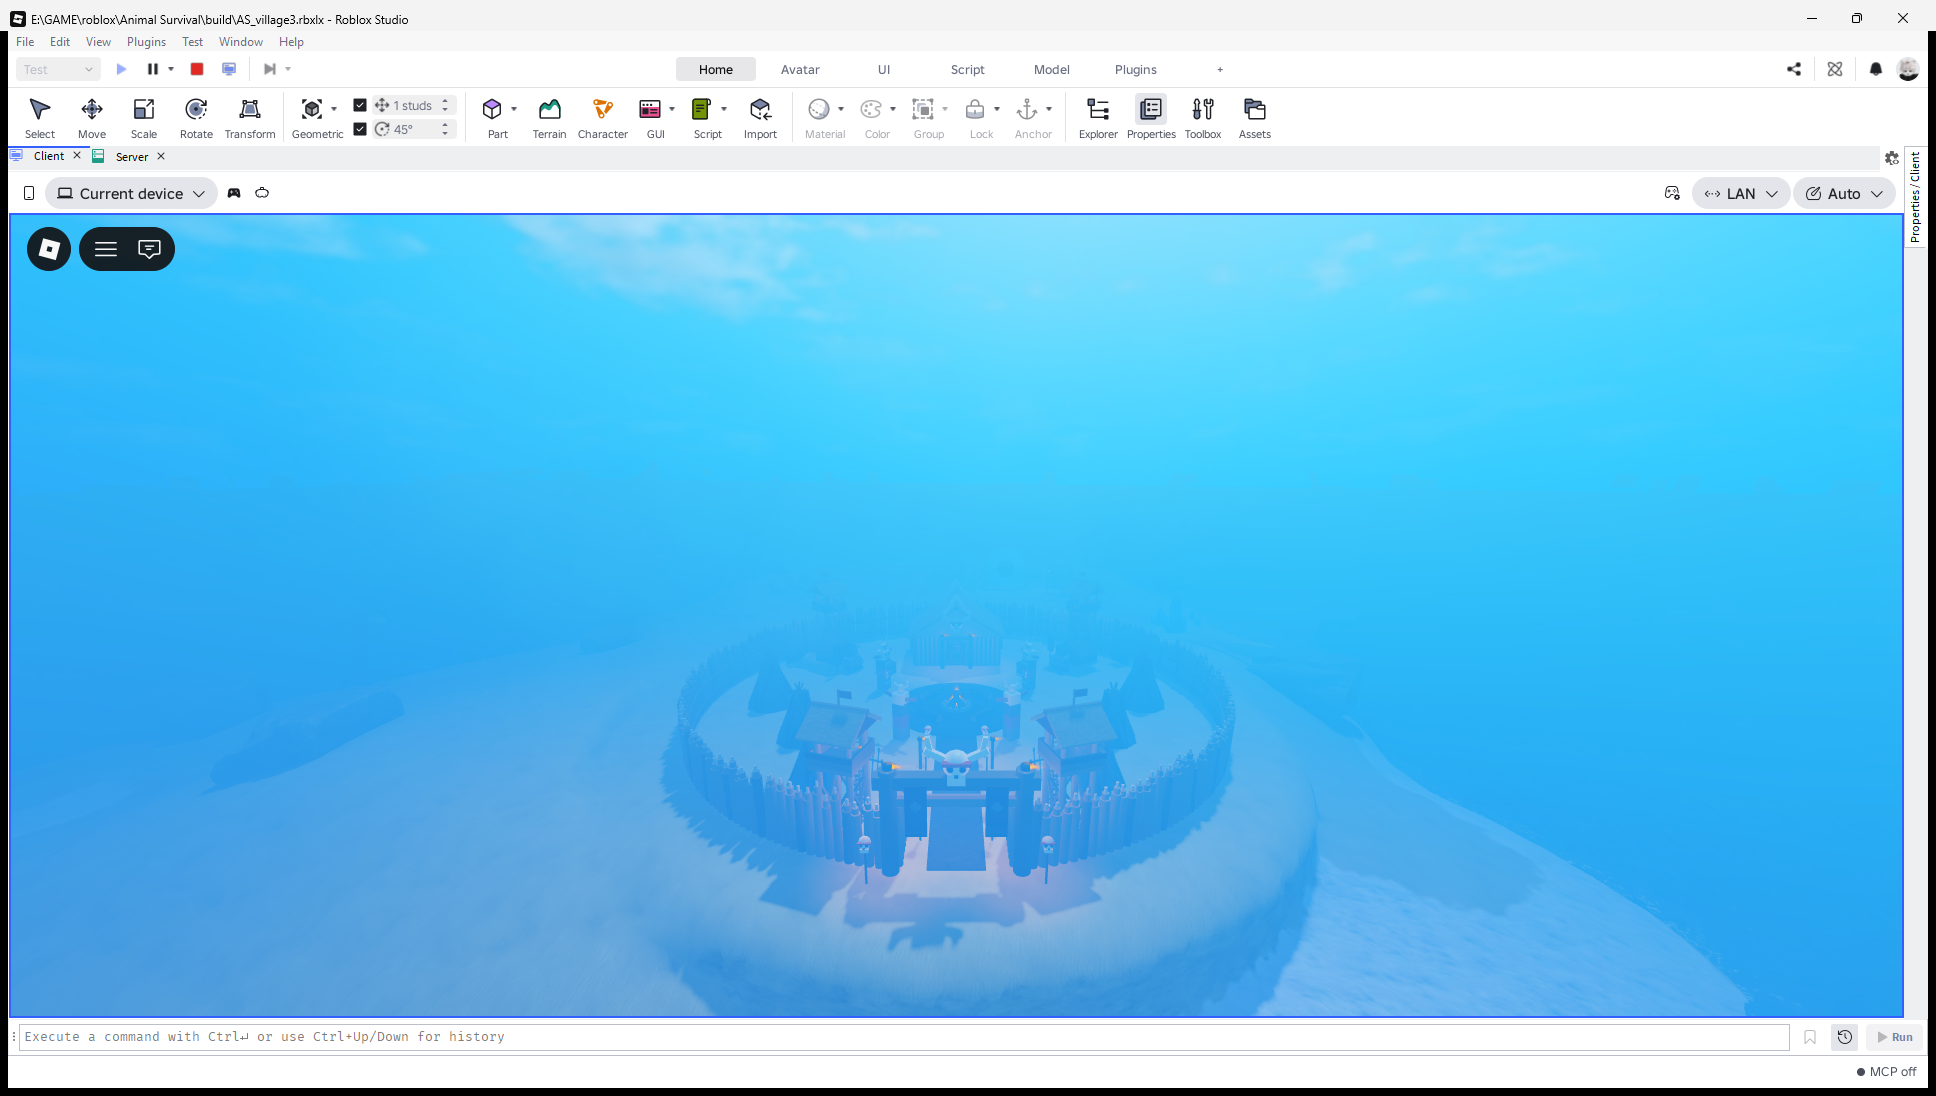 E:\GAME\roblox\Animal Survival\build\AS_village3.rbxlx - Roblox Studio
File Edit View Plugins Test Window Help
Test Home Avatar UI Script Model Plugins +
1 studs
45°
Select Move Scale Rotate Transform Geometric Part Terrain Character GUI Script Import Material Color Group Lock Anchor Explorer Properties Toolbox Assets
Client Server
Current device LAN Auto
Properties / Client
Execute a command with Ctrl↵ or use Ctrl+Up/Down for history Run
MCP off